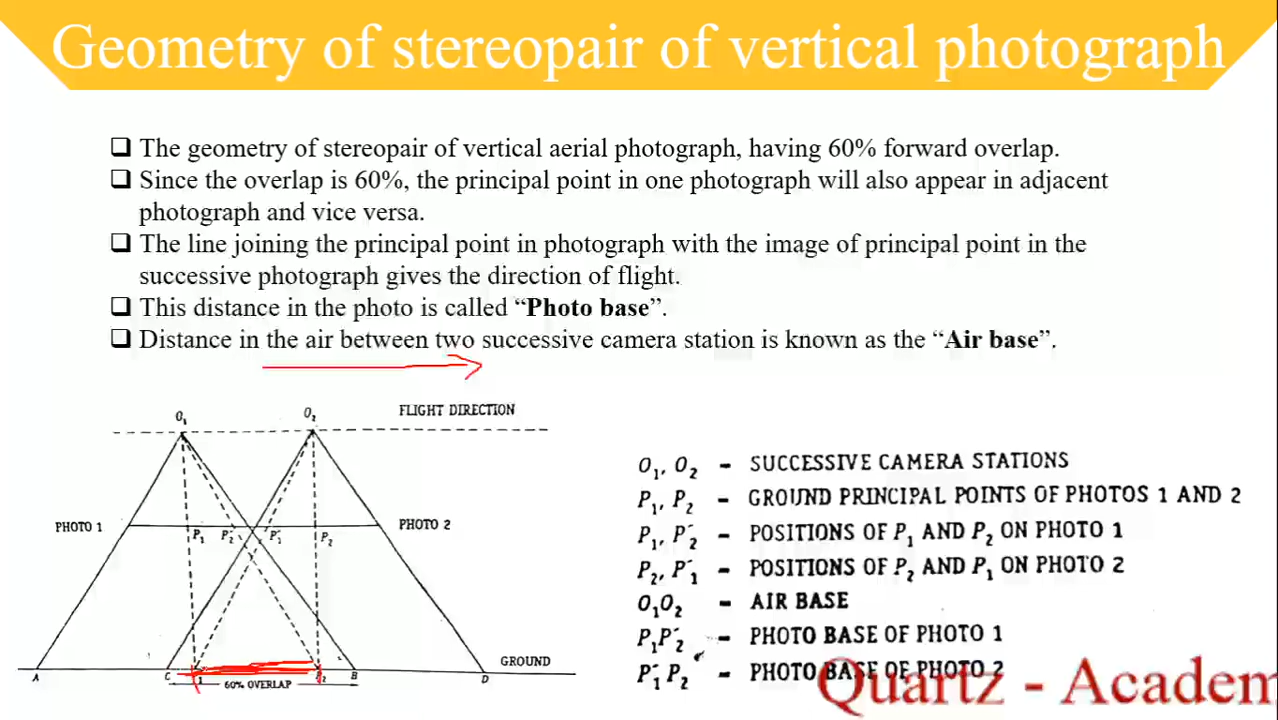 Geometry of stereopair of vertical photograph
❑ The geometry of stereopair of vertical aerial photograph, having 60% forward overlap.
❑ Since the overlap is 60%, the principal point in one photograph will also appear in adjacent
photograph and vice versa.
❑ The line joining the principal point in photograph with the image of principal point in the
successive photograph gives the direction of flight.
❑ This distance in the photo is called “Photo base”.
❑ Distance in the air between two successive camera station is known as the “Air base”.
O₁ O₂ FLIGHT DIRECTION
PHOTO 1 P₁ P₂′ P₁′ P₂ PHOTO 2
GROUND
A C P₂ B D
60% OVERLAP
O₁, O₂ – SUCCESSIVE CAMERA STATIONS
P₁, P₂ – GROUND PRINCIPAL POINTS OF PHOTOS 1 AND 2
P₁, P₂′ – POSITIONS OF P₁ AND P₂ ON PHOTO 1
P₂, P₁′ – POSITIONS OF P₂ AND P₁ ON PHOTO 2
O₁O₂ – AIR BASE
P₁P₂′ – PHOTO BASE OF PHOTO 1
P₁′P₂ – PHOTO BASE OF PHOTO 2
Quartz - Academ